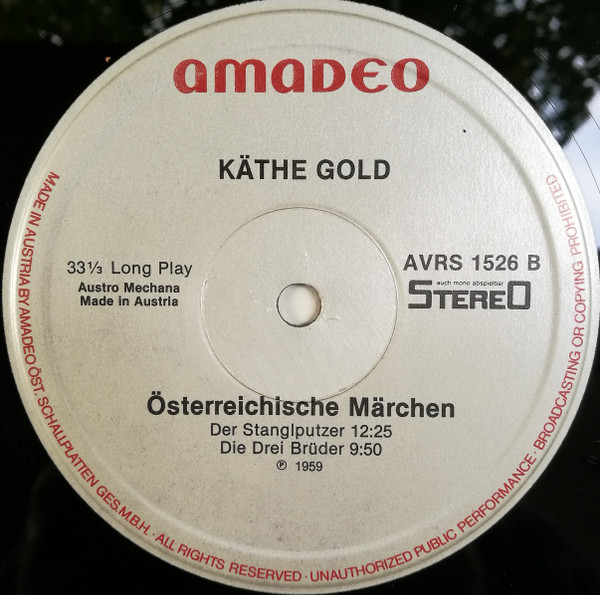 amaDEO
KÄTHE GOLD
33⅓ Long Play
Austro Mechana
Made in Austria
AVRS 1526 B
auch mono abspielbar
STEREO
Österreichische Märchen
Der Stanglputzer 12:25
Die Drei Brüder 9:50
℗ 1959
MADE IN AUSTRIA BY AMADEO ÖST. SCHALLPLATTEN GES.M.B.H. · ALL RIGHTS RESERVED · UNAUTHORIZED PUBLIC PERFORMANCE · BROADCASTING OR COPYING PROHIBITED